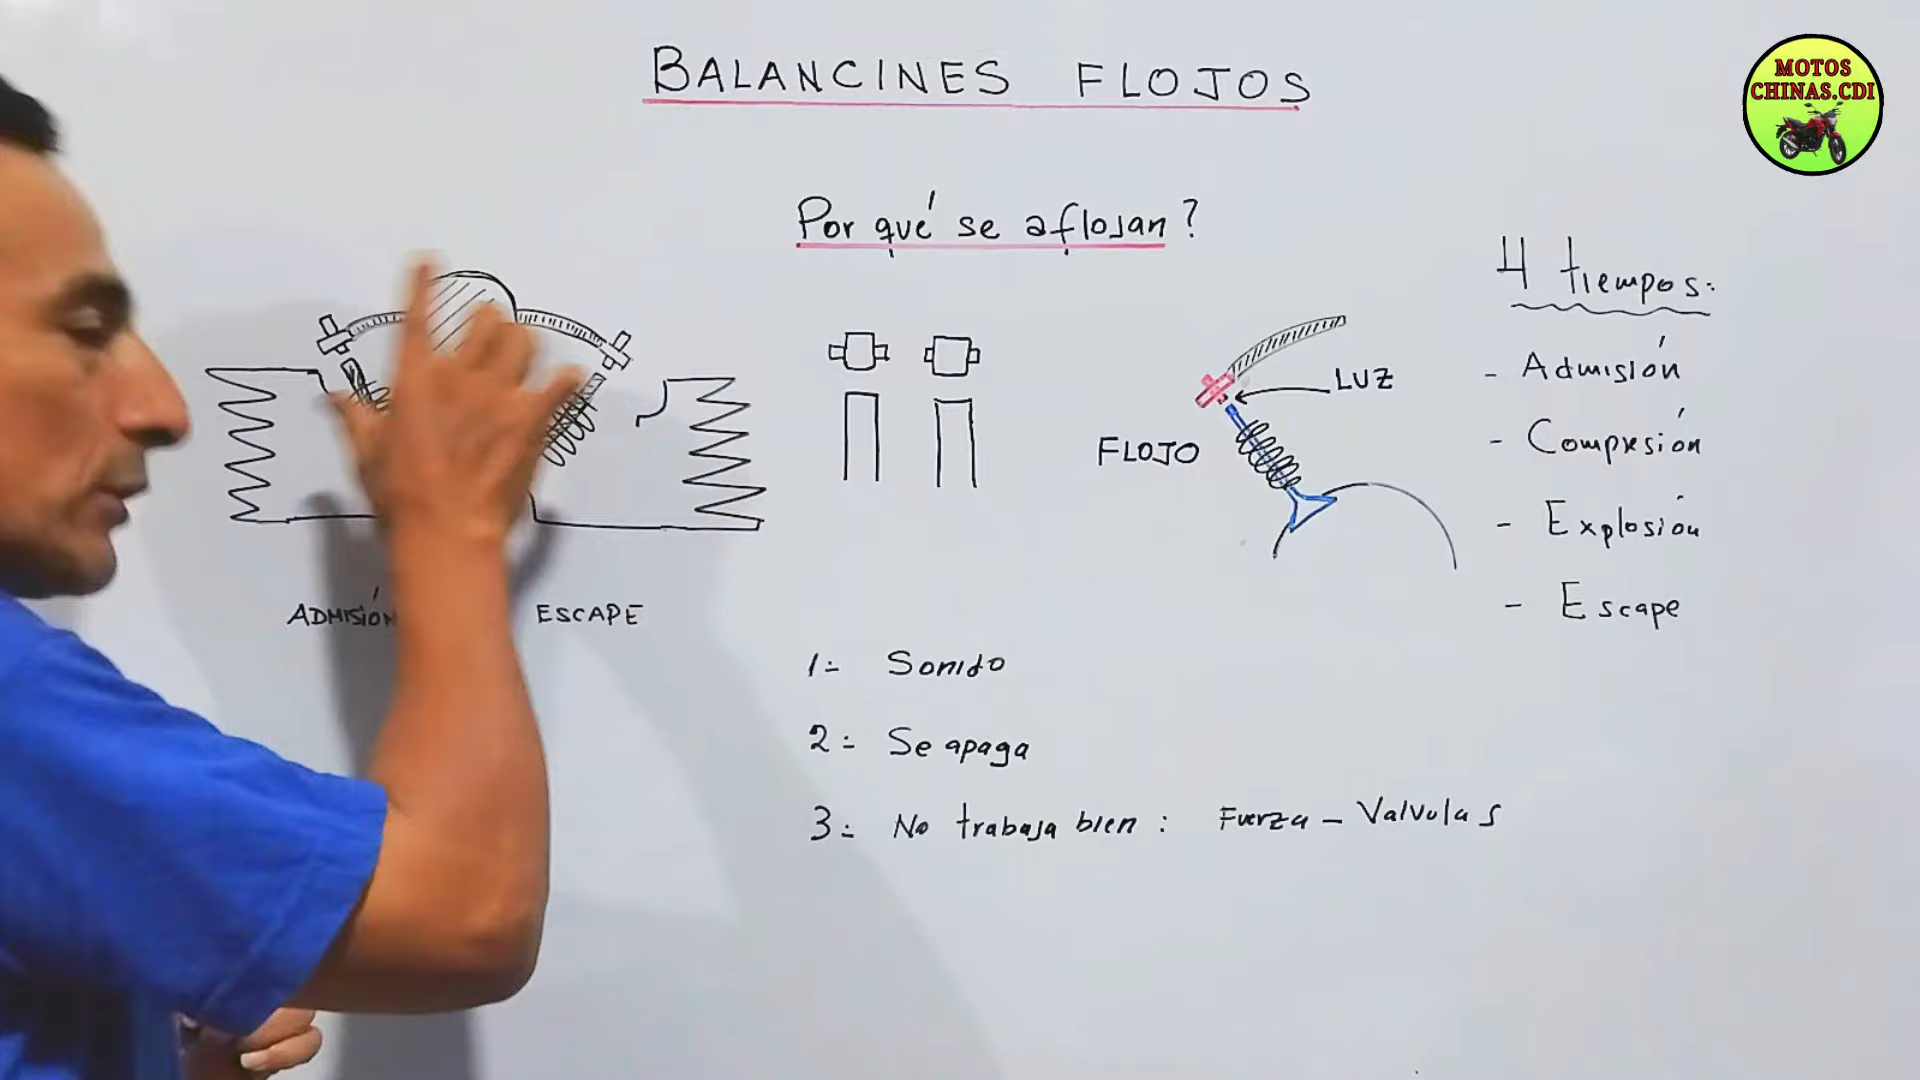 BALANCINES FLOJOS
MOTOS
CHINAS.CDI
Por qué se aflojan?
4 tiempos:
- Admisión
- Compresión
- Explosión
- Escape
LUZ
FLOJO
ADMISIÓN
ESCAPE
1= Sonido
2= Se apaga
3= No trabaja bien: Fuerza - Valvulas